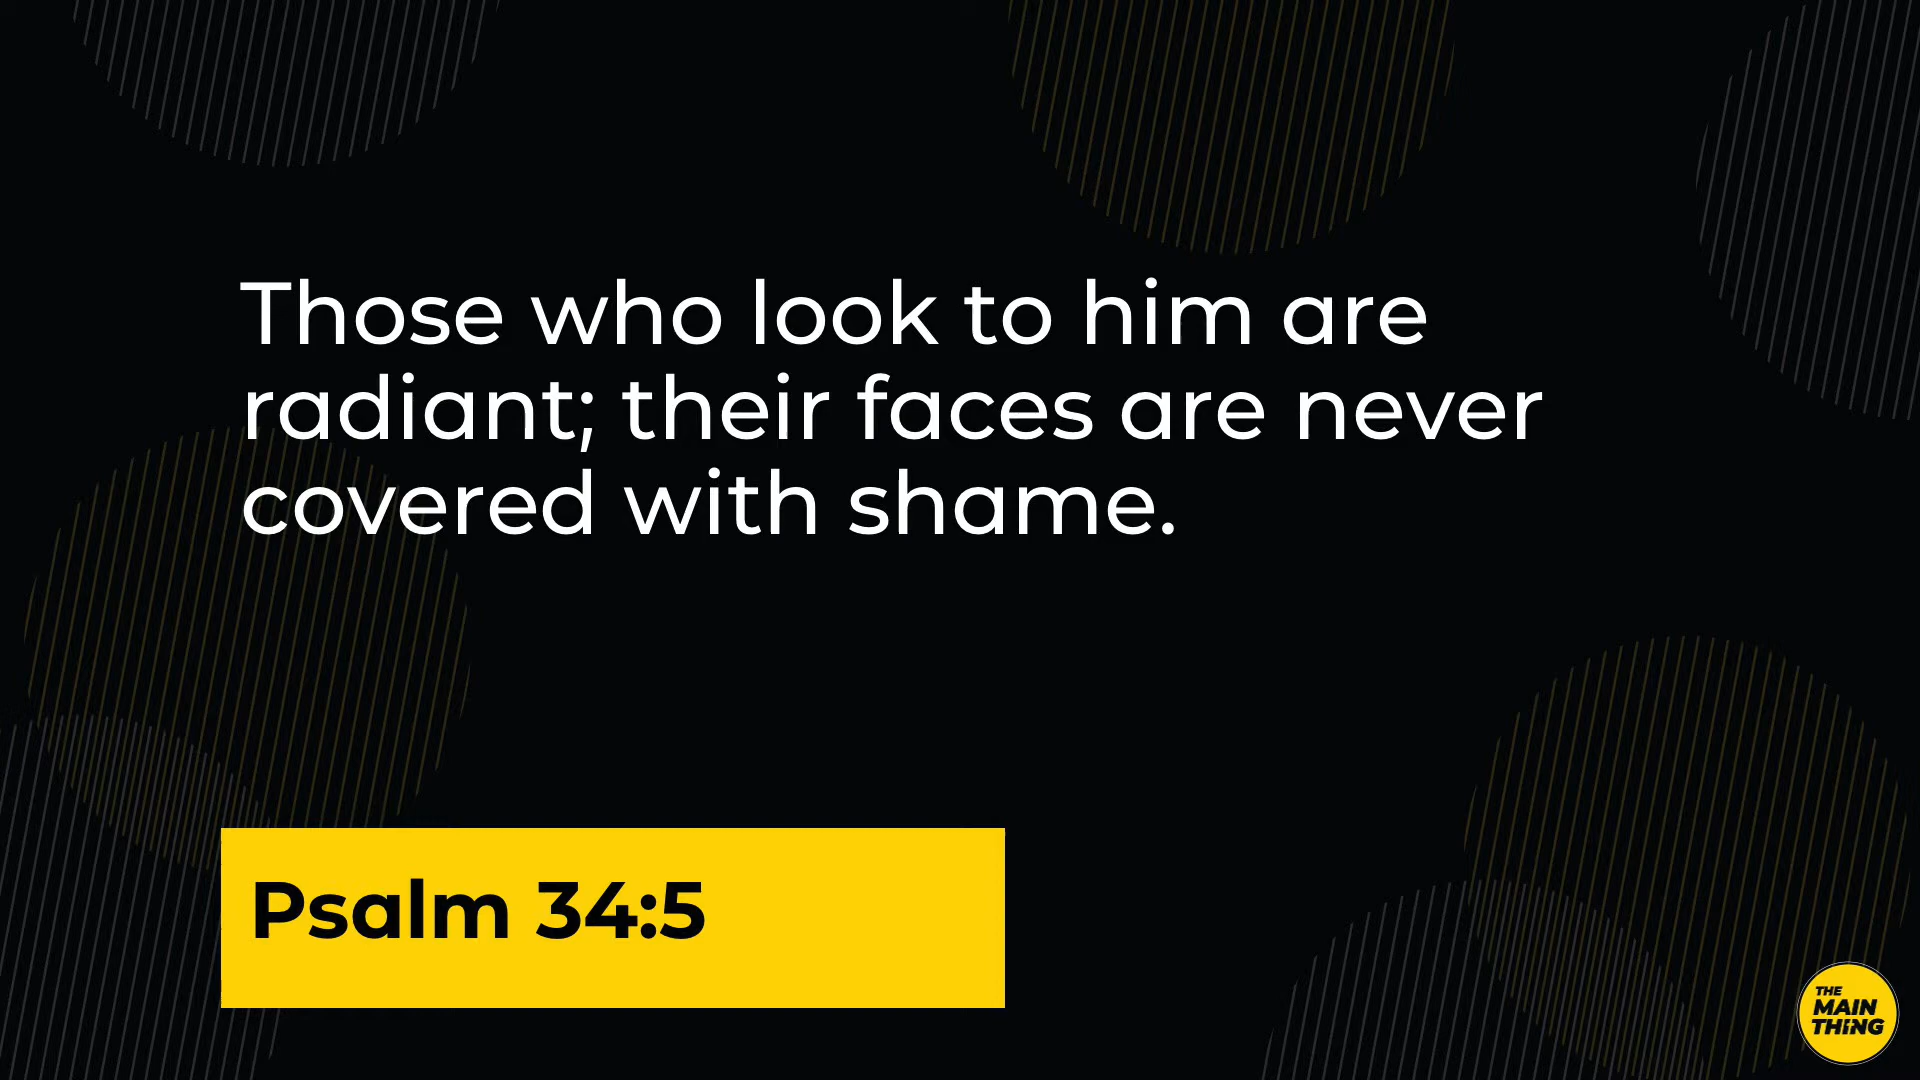 Those who look to him are
radiant; their faces are never
covered with shame.
Psalm 34:5
THE
MAIN
THING